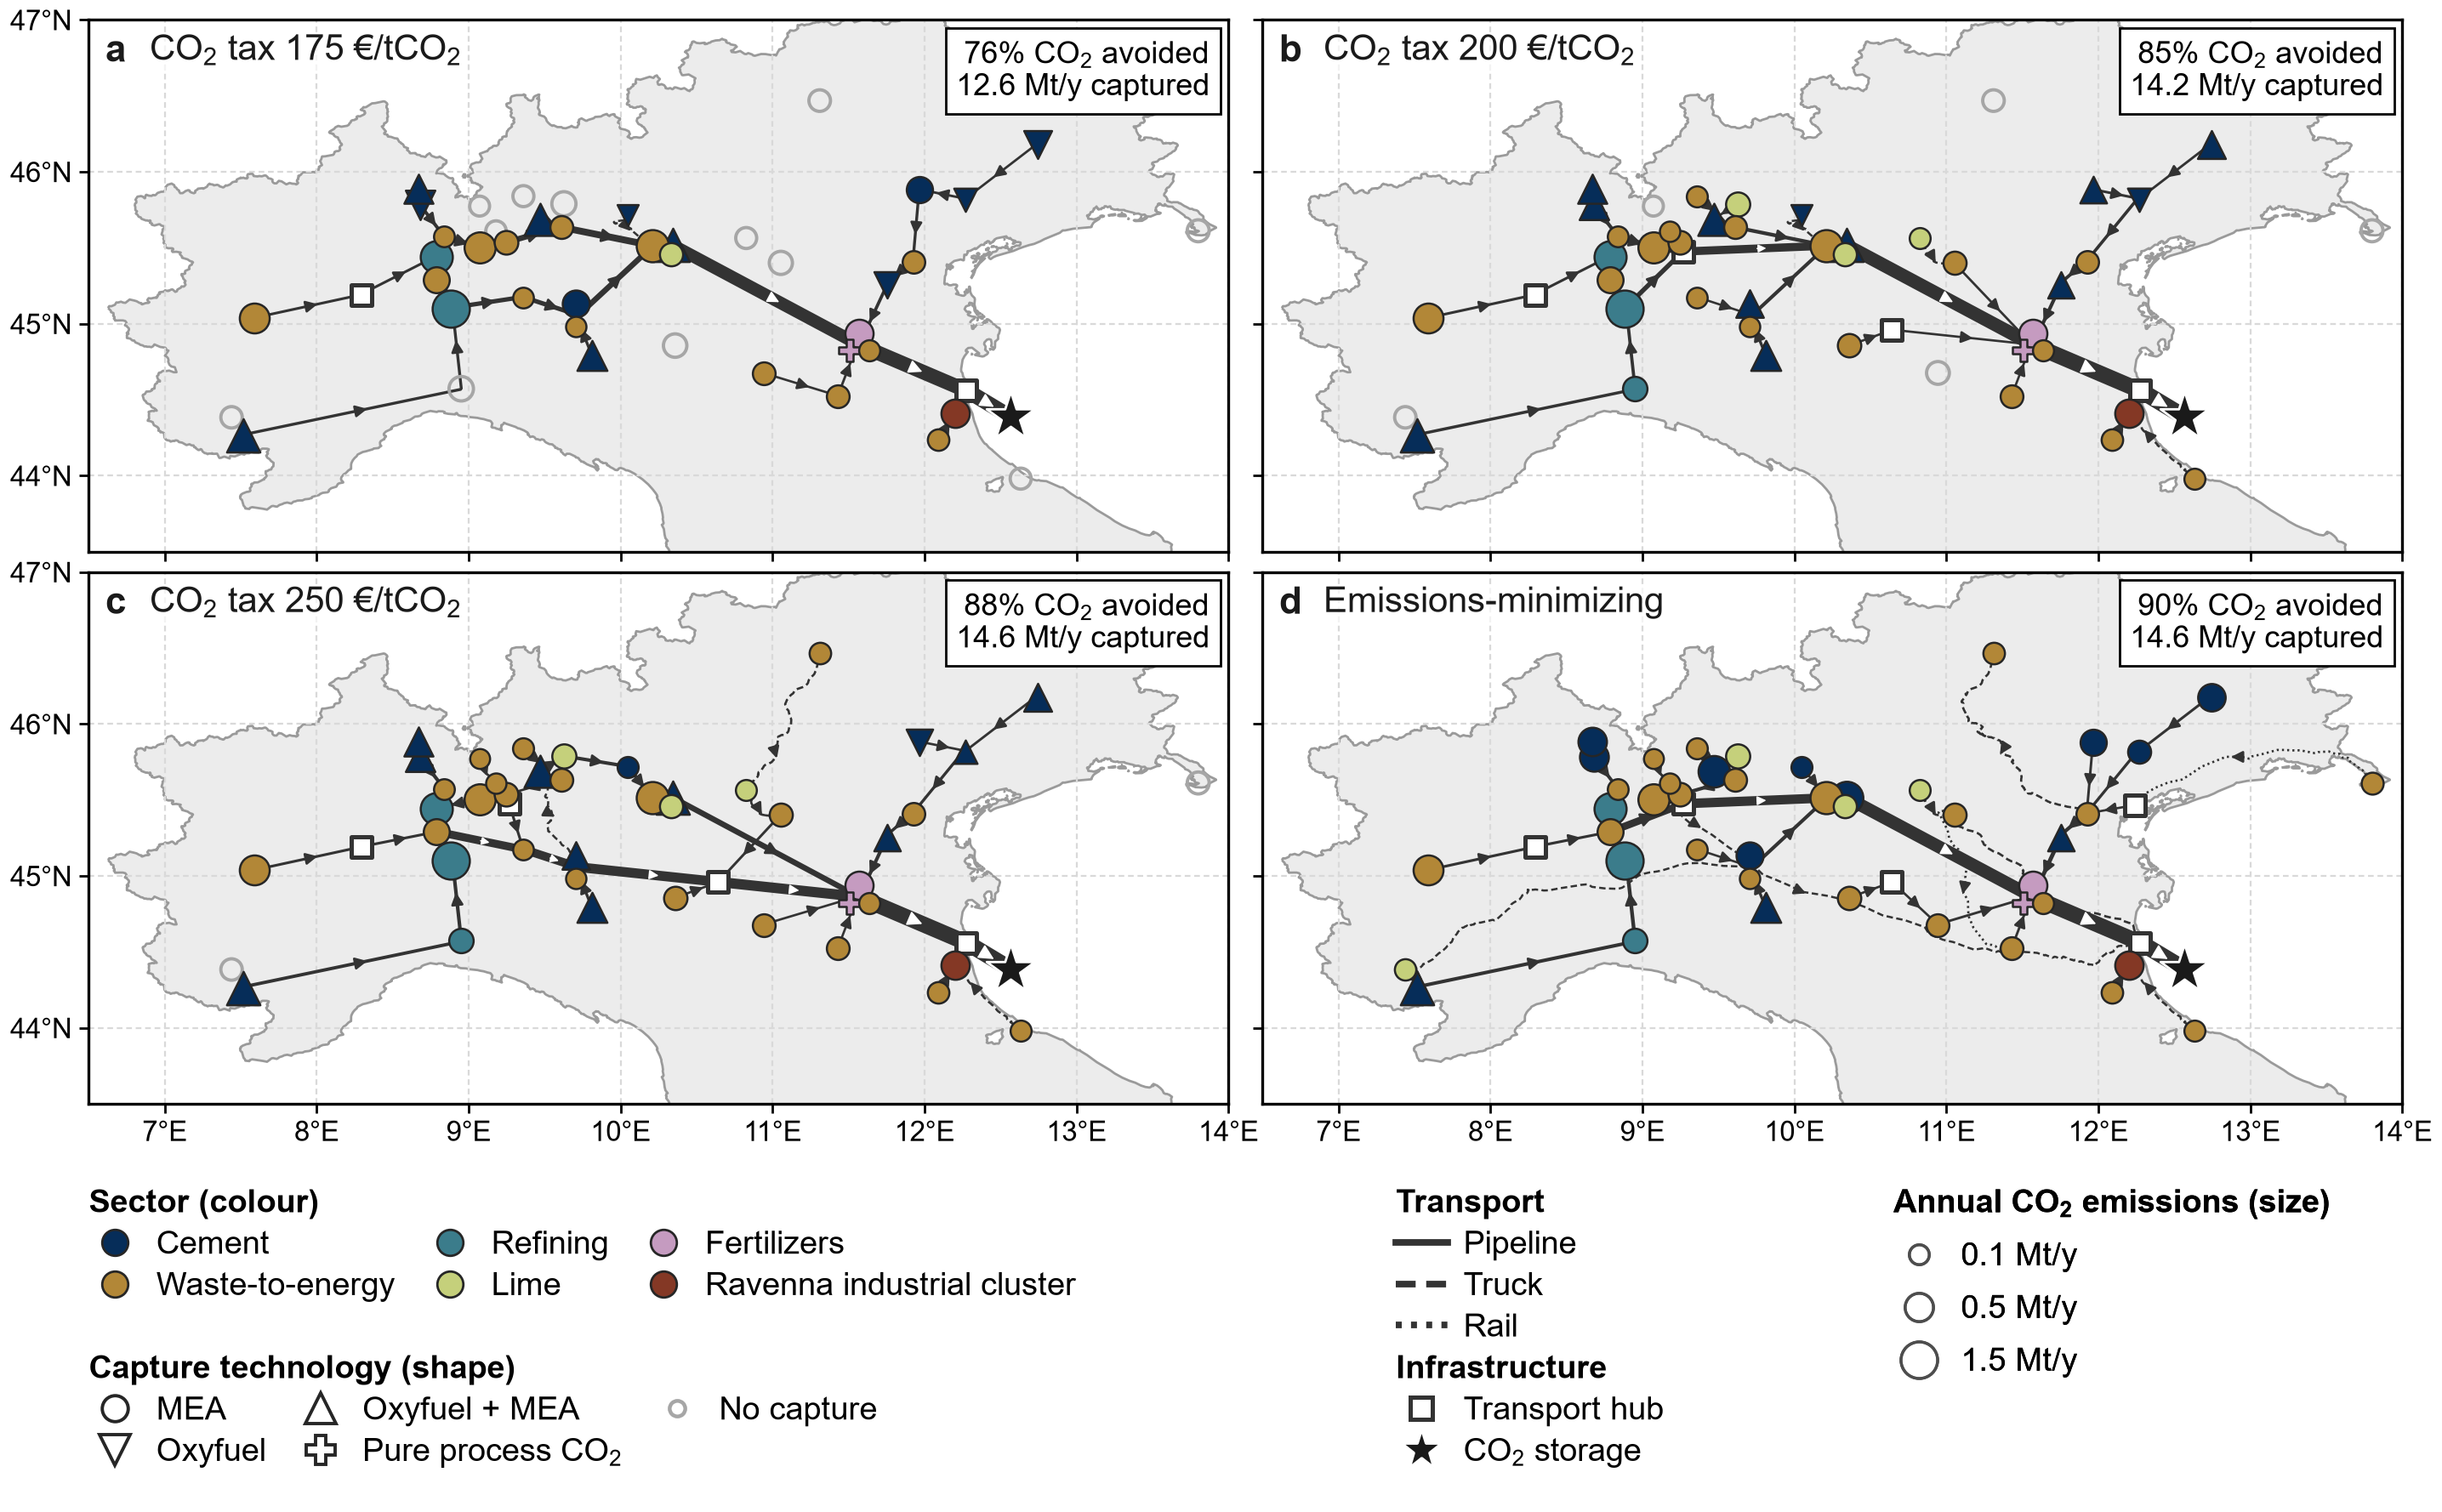 a CO₂ tax 175 €/tCO₂
76% CO₂ avoided
12.6 Mt/y captured
b CO₂ tax 200 €/tCO₂
85% CO₂ avoided
14.2 Mt/y captured
47°N
46°N
45°N
44°N
c CO₂ tax 250 €/tCO₂
88% CO₂ avoided
14.6 Mt/y captured
d Emissions-minimizing
90% CO₂ avoided
14.6 Mt/y captured
47°N
46°N
45°N
44°N
7°E 8°E 9°E 10°E 11°E 12°E 13°E 14°E
7°E 8°E 9°E 10°E 11°E 12°E 13°E 14°E
Sector (colour)
Cement Refining Fertilizers
Waste-to-energy Lime Ravenna industrial cluster
Capture technology (shape)
MEA Oxyfuel + MEA No capture
Oxyfuel Pure process CO₂
Transport
Pipeline
Truck
Rail
Infrastructure
Transport hub
CO₂ storage
Annual CO₂ emissions (size)
0.1 Mt/y
0.5 Mt/y
1.5 Mt/y